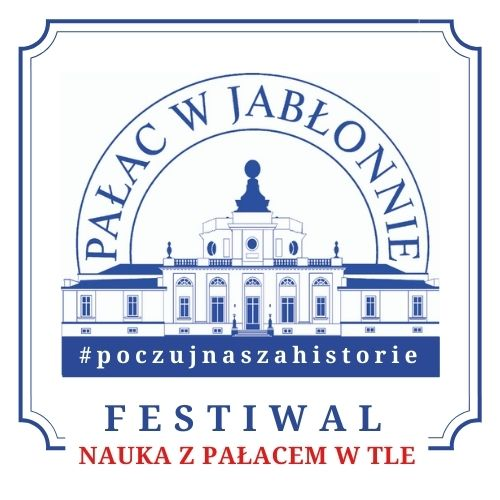 PAŁAC W JABŁONNIE
#poczujnaszahistorie
FESTIWAL
NAUKA Z PAŁACEM W TLE